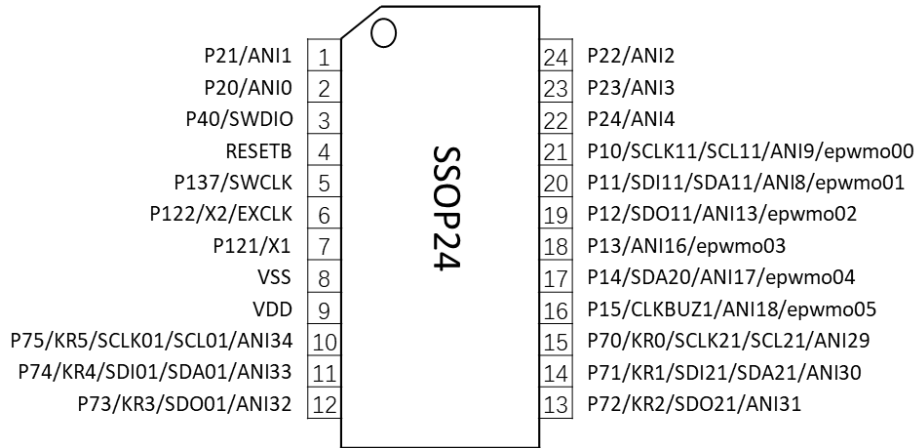 P21/ANI1 1
P20/ANI0 2
P40/SWDIO 3
RESETB 4
P137/SWCLK 5
P122/X2/EXCLK 6
P121/X1 7
VSS 8
VDD 9
P75/KR5/SCLK01/SCL01/ANI34 10
P74/KR4/SDI01/SDA01/ANI33 11
P73/KR3/SDO01/ANI32 12
SSOP24
24 P22/ANI2
23 P23/ANI3
22 P24/ANI4
21 P10/SCLK11/SCL11/ANI9/epwmo00
20 P11/SDI11/SDA11/ANI8/epwmo01
19 P12/SDO11/ANI13/epwmo02
18 P13/ANI16/epwmo03
17 P14/SDA20/ANI17/epwmo04
16 P15/CLKBUZ1/ANI18/epwmo05
15 P70/KR0/SCLK21/SCL21/ANI29
14 P71/KR1/SDI21/SDA21/ANI30
13 P72/KR2/SDO21/ANI31